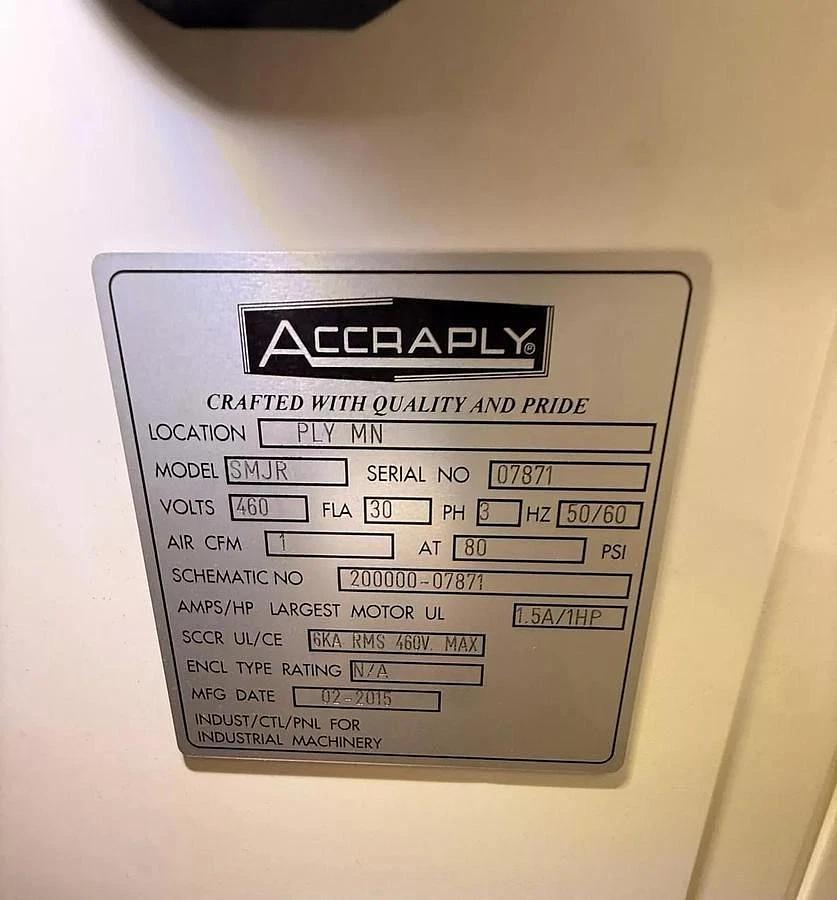 ACCRAPLY®
CRAFTED WITH QUALITY AND PRIDE
LOCATION PLY MN
MODEL SMJR SERIAL NO 07871
VOLTS 460 FLA 30 PH 3 HZ 50/60
AIR CFM 1 AT 80 PSI
SCHEMATIC NO 200000-07871
AMPS/HP LARGEST MOTOR UL 1.5A/1HP
SCCR UL/CE 6KA RMS 460V. MAX
ENCL TYPE RATING N/A
MFG DATE 02-2015
INDUST/CTL/PNL FOR
INDUSTRIAL MACHINERY